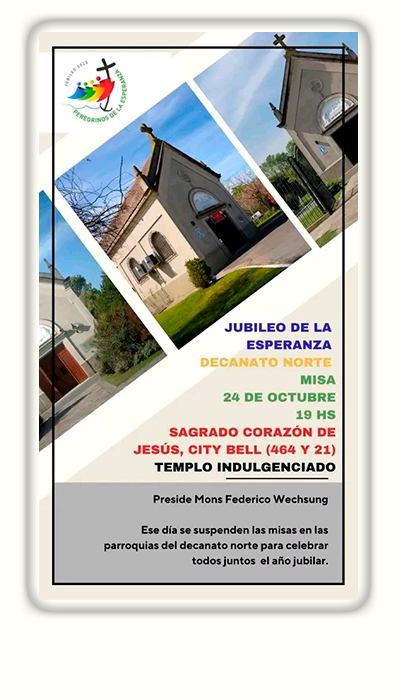 JUBILEO 2025
PEREGRINOS DE LA ESPERANZA
JUBILEO DE LA
ESPERANZA
DECANATO NORTE
MISA
24 DE OCTUBRE
19 HS
SAGRADO CORAZÓN DE
JESÚS, CITY BELL (464 Y 21)
TEMPLO INDULGENCIADO
Preside Mons Federico Wechsung
Ese día se suspenden las misas en las
parroquias del decanato norte para celebrar
todos juntos el año jubilar.